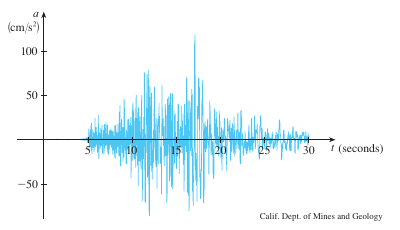 a
(cm/s²)
100
50
5 10 15 20 25 30 t (seconds)
−50
Calif. Dept. of Mines and Geology